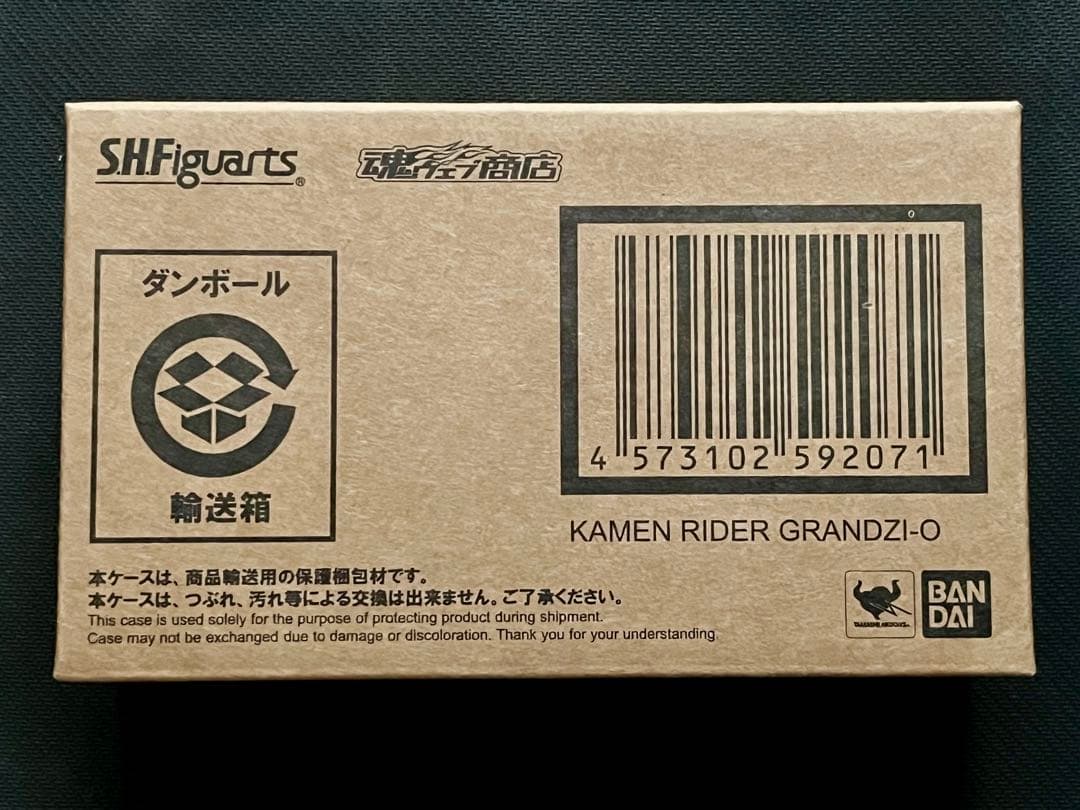 S.H.Figuarts®
魂ウェブ商店
ダンボール
輸送箱
4 573102 592071
KAMEN RIDER GRANDZI-O
本ケースは、商品輸送用の保護梱包材です。
本ケースは、つぶれ、汚れ等による交換は出来ません。ご了承ください。
This case is used solely for the purpose of protecting product during shipment.
Case may not be exchanged due to damage or discoloration. Thank you for your understanding.
TAMASHII NATIONS
BAN
DAI